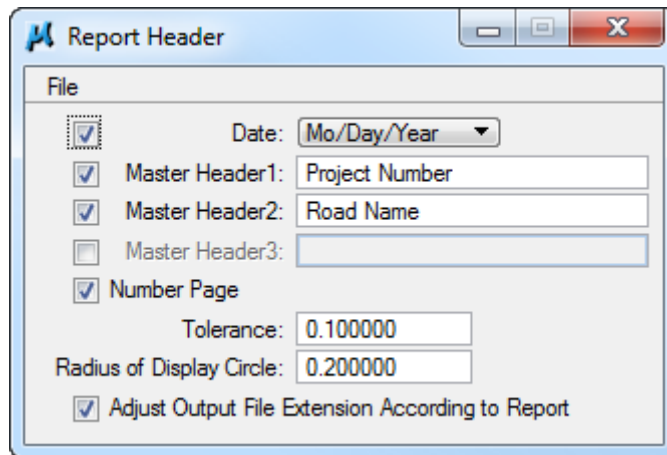 Report Header
File
Date: Mo/Day/Year
Master Header1: Project Number
Master Header2: Road Name
Master Header3:
Number Page
Tolerance: 0.100000
Radius of Display Circle: 0.200000
Adjust Output File Extension According to Report